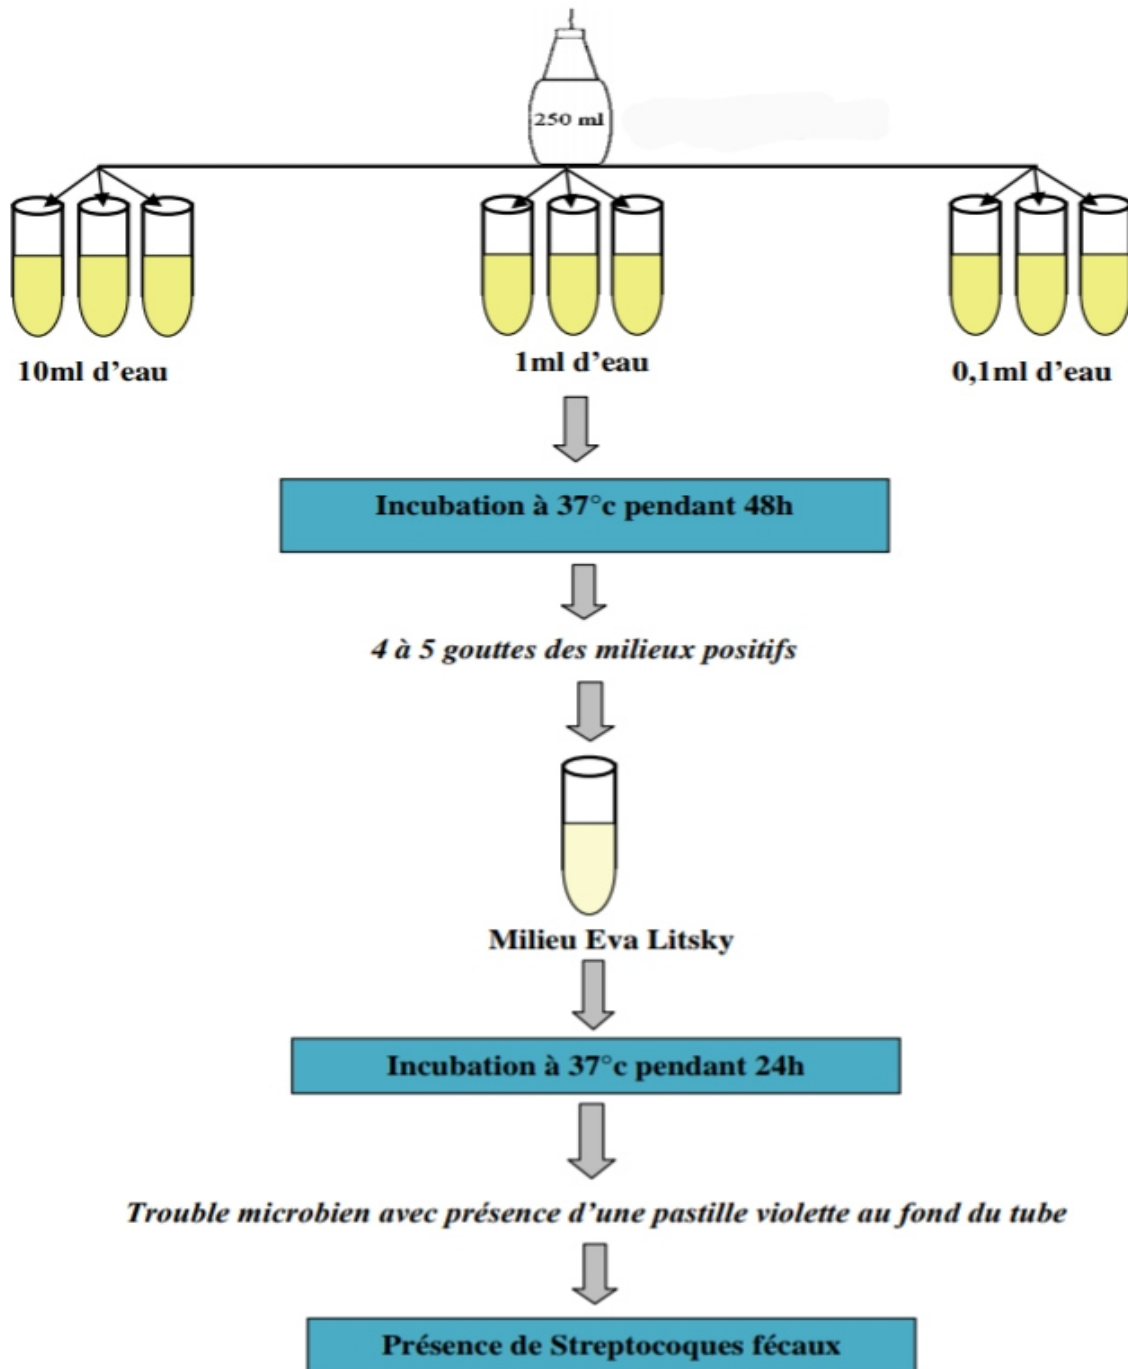 250 ml
10ml d’eau
1ml d’eau
0,1ml d’eau
Incubation à 37°c pendant 48h
4 à 5 gouttes des milieux positifs
Milieu Eva Litsky
Incubation à 37°c pendant 24h
Trouble microbien avec présence d’une pastille violette au fond du tube
Présence de Streptocoques fécaux